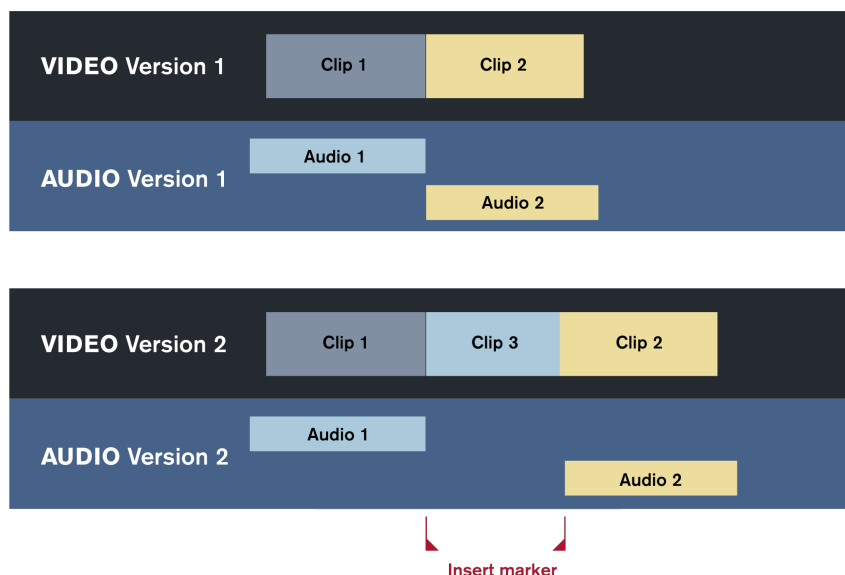 VIDEO Version 1
Clip 1
Clip 2
AUDIO Version 1
Audio 1
Audio 2
VIDEO Version 2
Clip 1
Clip 3
Clip 2
AUDIO Version 2
Audio 1
Audio 2
Insert marker